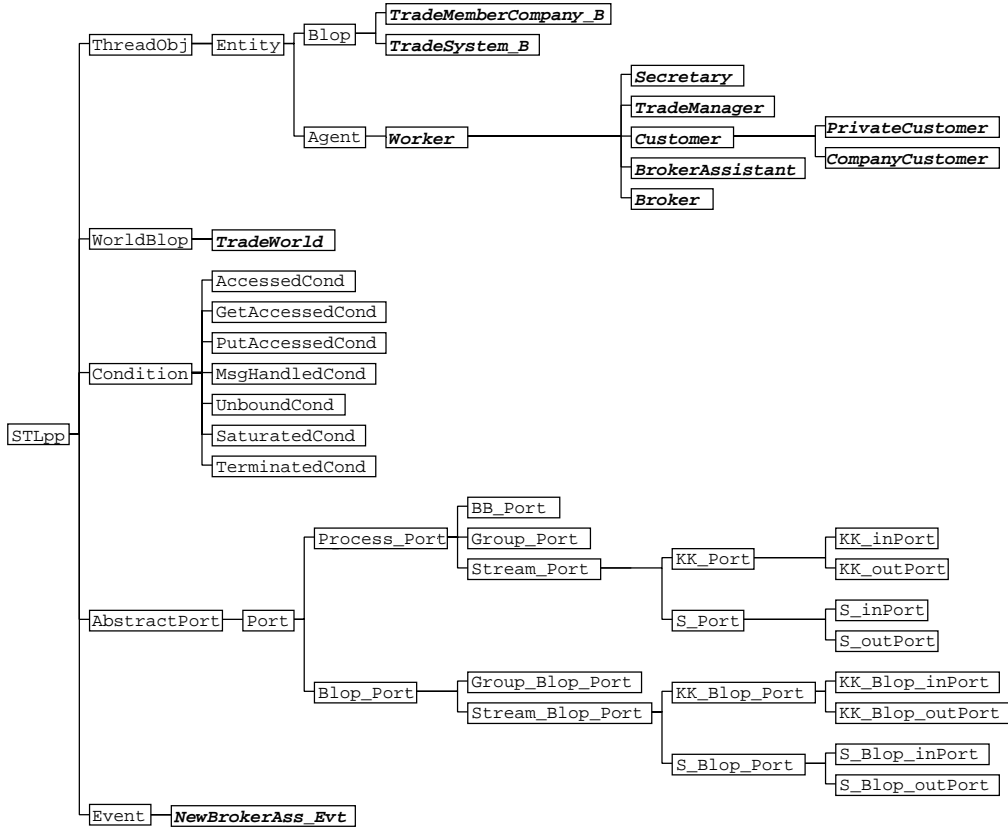 TradeMemberCompany_B
Blop
ThreadObj
Entity
TradeSystem_B
Secretary
TradeManager
PrivateCustomer
Agent
Worker
Customer
CompanyCustomer
BrokerAssistant
Broker
WorldBlop
TradeWorld
AccessedCond
GetAccessedCond
PutAccessedCond
Condition
MsgHandledCond
UnboundCond
STLpp
SaturatedCond
TerminatedCond
BB_Port
Process_Port
Group_Port
KK_inPort
KK_Port
Stream_Port
KK_outPort
S_inPort
AbstractPort
Port
S_Port
S_outPort
Group_Blop_Port
KK_Blop_inPort
Blop_Port
KK_Blop_Port
Stream_Blop_Port
KK_Blop_outPort
S_Blop_inPort
S_Blop_Port
S_Blop_outPort
Event
NewBrokerAss_Evt